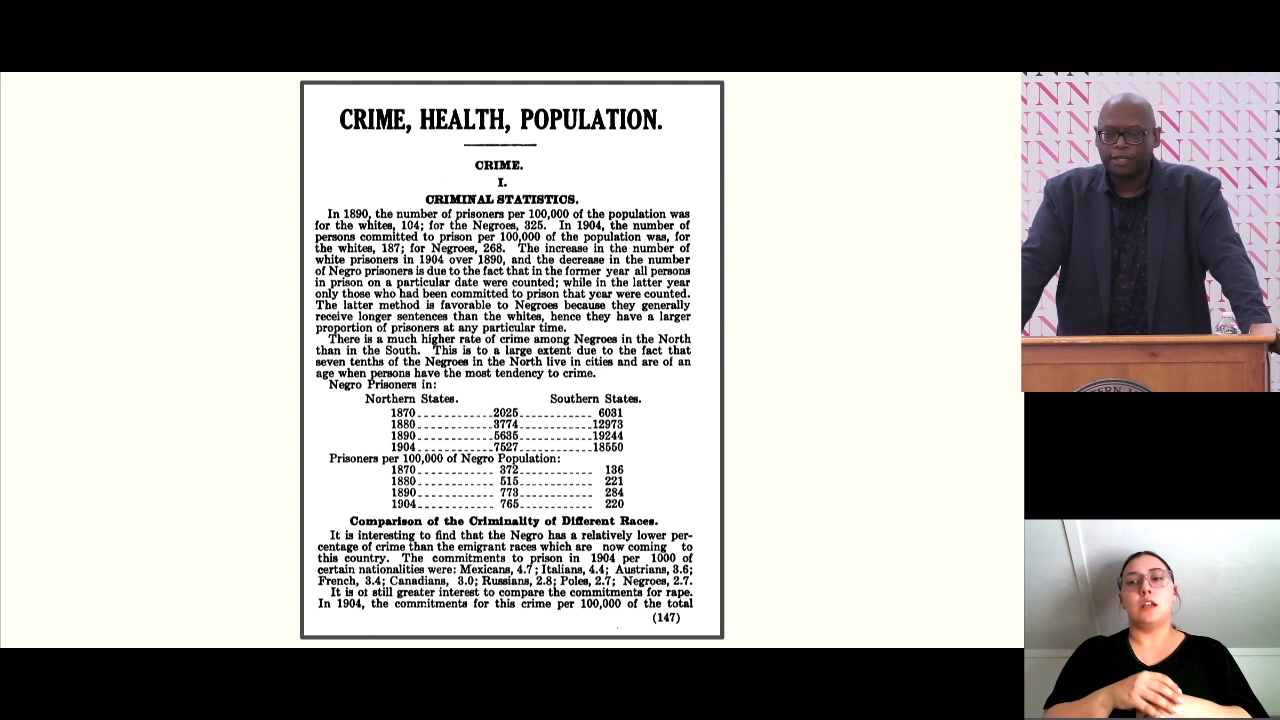 CRIME, HEALTH, POPULATION.
CRIME.
I.
CRIMINAL STATISTICS.
In 1890, the number of prisoners per 100,000 of the population was
for the whites, 104; for the Negroes, 325. In 1904, the number of
persons committed to prison per 100,000 of the population was, for
the whites, 187; for Negroes, 268. The increase in the number of
white prisoners in 1904 over 1890, and the decrease in the number
of Negro prisoners is due to the fact that in the former year all persons
in prison on a particular date were counted; while in the latter year
only those who had been committed to prison that year were counted.
The latter method is favorable to Negroes because they generally
receive longer sentences than the whites, hence they have a larger
proportion of prisoners at any particular time.
There is a much higher rate of crime among Negroes in the North
than in the South. This is to a large extent due to the fact that
seven tenths of the Negroes in the North live in cities and are of an
age when persons have the most tendency to crime.
Negro Prisoners in:
Northern States. Southern States.
1870 2025 6031
1880 3774 12973
1890 5635 19244
1904 7527 18550
Prisoners per 100,000 of Negro Population:
1870 372 136
1880 515 221
1890 773 284
1904 765 220
Comparison of the Criminality of Different Races.
It is interesting to find that the Negro has a relatively lower per-
centage of crime than the emigrant races which are now coming to
this country. The commitments to prison in 1904 per 1000 of
certain nationalities were: Mexicans, 4.7; Italians, 4.4; Austrians, 3.6;
French, 3.4; Canadians, 3.0; Russians, 2.8; Poles, 2.7; Negroes, 2.7.
It is of still greater interest to compare the commitments for rape.
In 1904, the commitments for this crime per 100,000 of the total
(147)